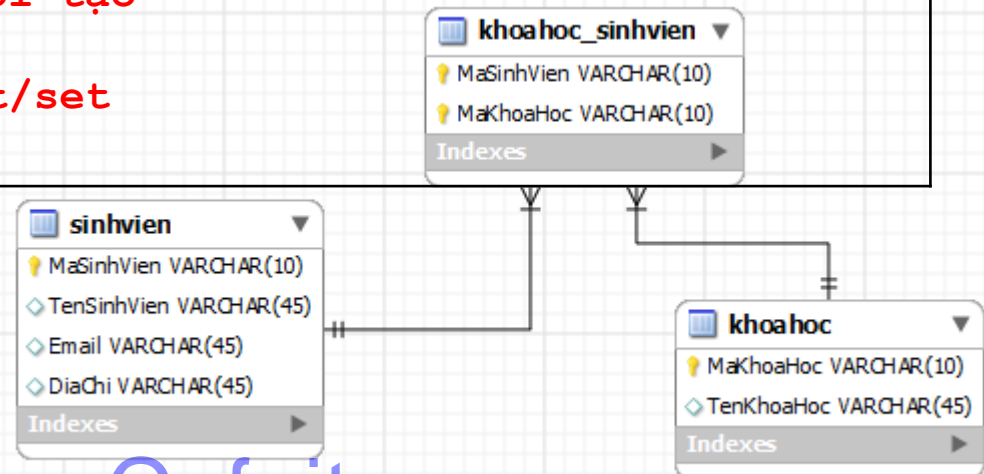 tạo
t/set
khoahoc_sinhvien
MaSinhVien VARCHAR(10)
MaKhoaHoc VARCHAR(10)
Indexes
sinhvien
MaSinhVien VARCHAR(10)
TenSinhVien VARCHAR(45)
Email VARCHAR(45)
DiaChi VARCHAR(45)
Indexes
khoahoc
MaKhoaHoc VARCHAR(10)
TenKhoaHoc VARCHAR(45)
Indexes